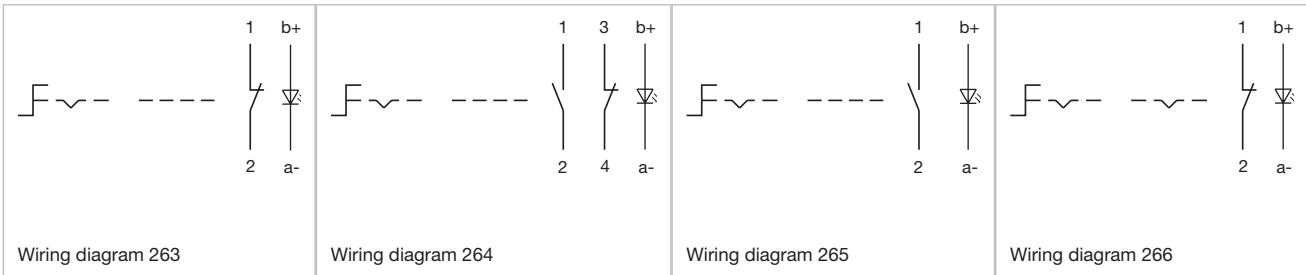 1 b+
2 a-
Wiring diagram 263
1 3 b+
2 4 a-
Wiring diagram 264
1 b+
2 a-
Wiring diagram 265
1 b+
2 a-
Wiring diagram 266